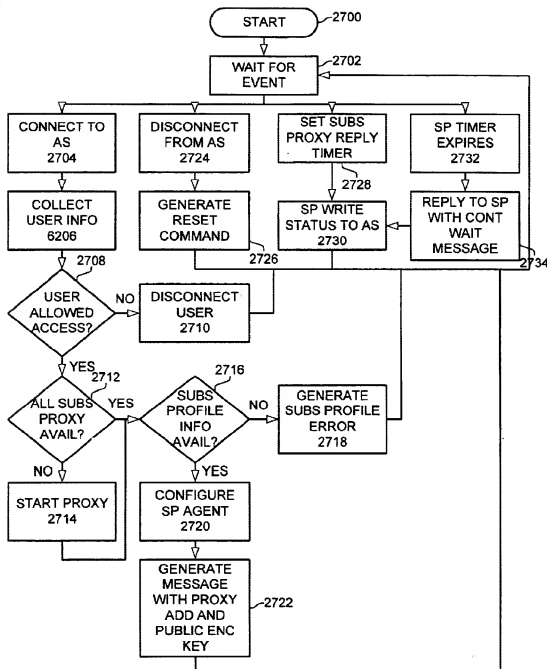 START
2700
WAIT FOR
EVENT
2702
CONNECT TO
AS
2704
DISCONNECT
FROM AS
2724
SET SUBS
PROXY REPLY
TIMER
2728
SP TIMER
EXPIRES
2732
COLLECT
USER INFO
6206
GENERATE
RESET
COMMAND
2726
SP WRITE
STATUS TO AS
2730
REPLY TO SP
WITH CONT
WAIT
MESSAGE
2734
2708
USER
ALLOWED
ACCESS?
NO
DISCONNECT
USER
2710
YES
2712
ALL SUBS
PROXY
AVAIL?
YES
2716
SUBS
PROFILE
INFO
AVAIL?
NO
GENERATE
SUBS PROFILE
ERROR
2718
NO
START PROXY
2714
YES
CONFIGURE
SP AGENT
2720
GENERATE
MESSAGE
WITH PROXY
ADD AND
PUBLIC ENC
KEY
2722